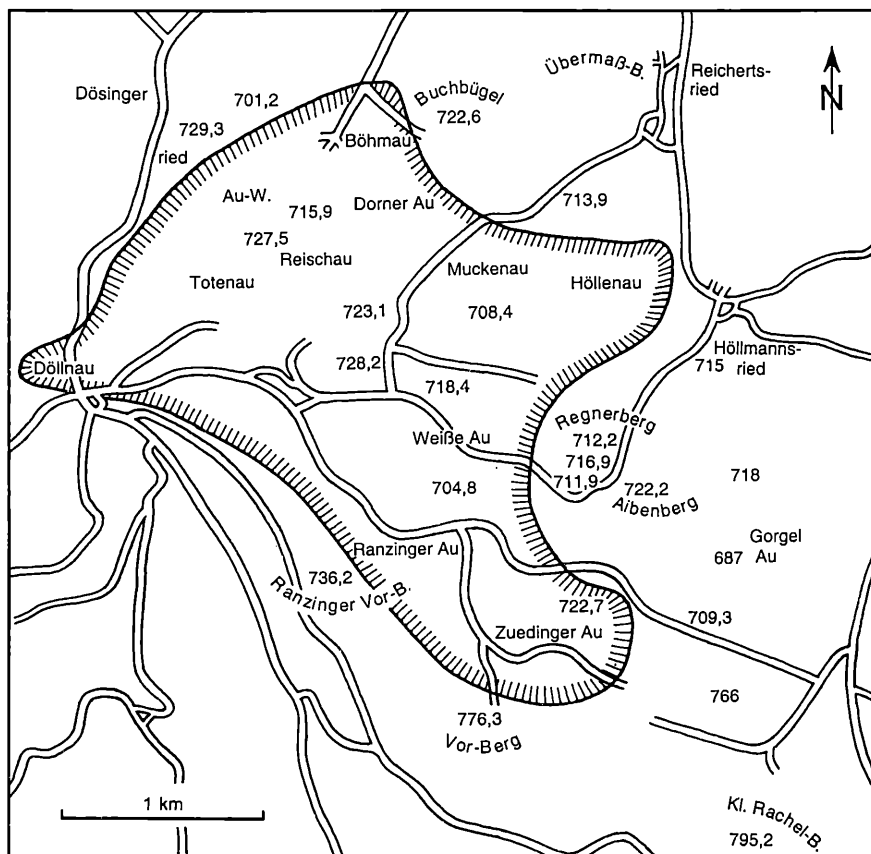 Übermaß-B.
Reicherts-
ried
N
Dösinger
ried
701,2
729,3
Buchbügel
722,6
Böhmau
Au-W.
715,9
Dorner Au
713,9
727,5
Reischau
Totenau
Muckenau
Höllenau
723,1
708,4
Döllnau
728,2
718,4
Höllmanns-
ried
715
Regnerberg
712,2
716,9
711,9
Weiße Au
704,8
722,2
Aibenberg
718
Gorgel
Au
687
Ranzinger Au
736,2
Ranzinger Vor-B.
722,7
709,3
Zuedinger Au
776,3
Vor-Berg
766
1 km
Kl. Rachel-B.
795,2